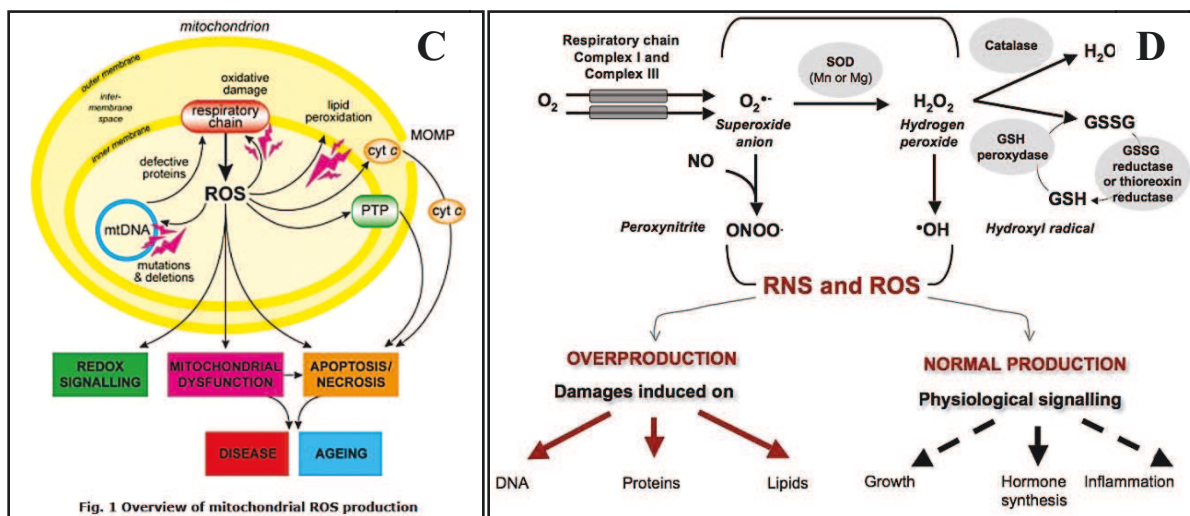 mitochondrion
C
outer membrane
inter-
membrane
space
inner membrane
oxidative
damage
respiratory
chain
lipid
peroxidation
MOMP
cyt c
defective
proteins
ROS
PTP
cyt c
mtDNA
mutations
& deletions
REDOX
SIGNALLING
MITOCHONDRIAL
DYSFUNCTION
APOPTOSIS/
NECROSIS
DISEASE
AGEING
Fig. 1 Overview of mitochondrial ROS production
D
Respiratory chain
Complex I and
Complex III
O₂
O₂•-
Superoxide
anion
SOD
(Mn or Mg)
H₂O₂
Hydrogen
peroxide
Catalase
H₂O
GSSG
GSH
peroxydase
GSSG
reductase
or thioreoxin
reductase
GSH
NO
Peroxynitrite
ONOO-
•OH
Hydroxyl radical
RNS and ROS
OVERPRODUCTION
Damages induced on
DNA
Proteins
Lipids
NORMAL PRODUCTION
Physiological signalling
Growth
Hormone
synthesis
Inflammation